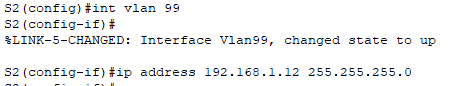 S2(config)#int vlan 99
S2(config-if)#
%LINK-5-CHANGED: Interface Vlan99, changed state to up
S2(config-if)#ip address 192.168.1.12 255.255.255.0
S2(config-if)#